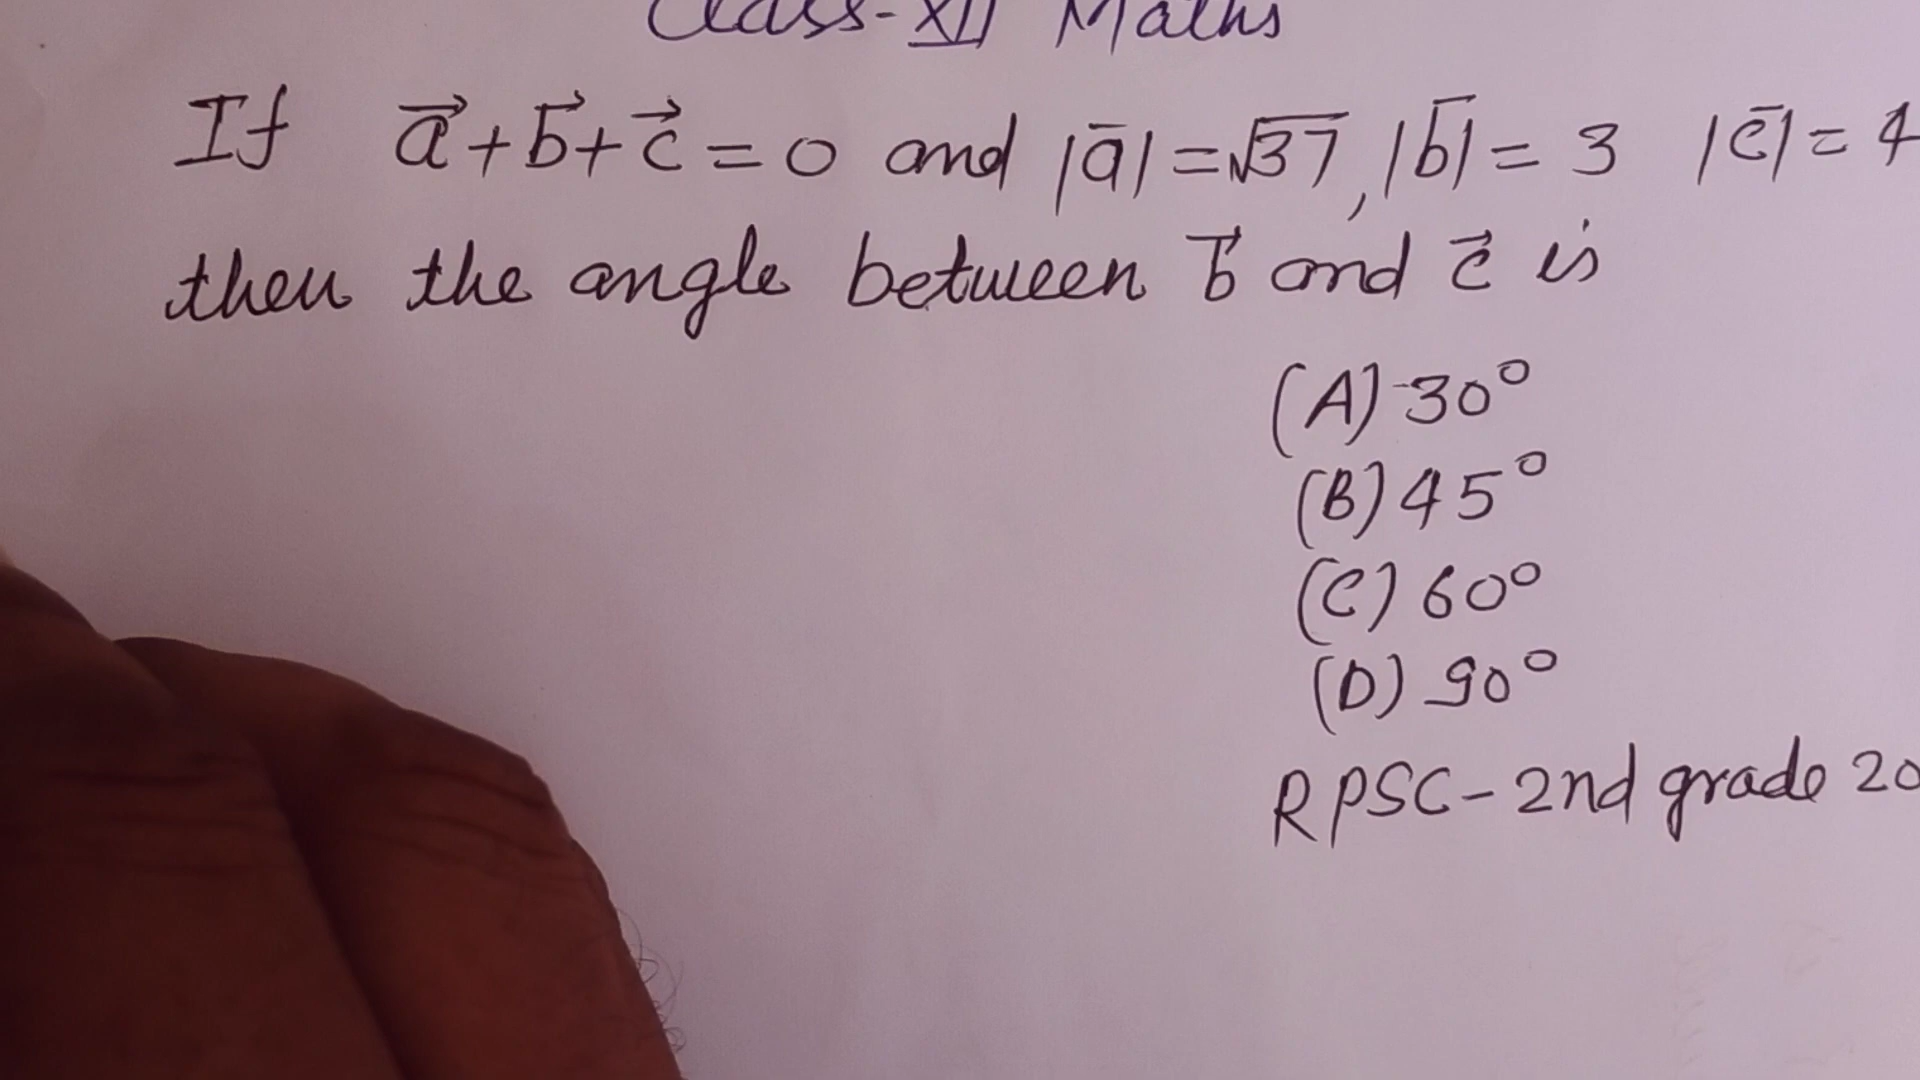 Class-XII Maths
If a⃗+b⃗+c⃗=0 and |a̅|=√37, |b̅|=3 |c̅|=4
then the angle between b⃗ and c⃗ is
(A) 30°
(B) 45°
(C) 60°
(D) 90°
RPSC-2nd grade 20